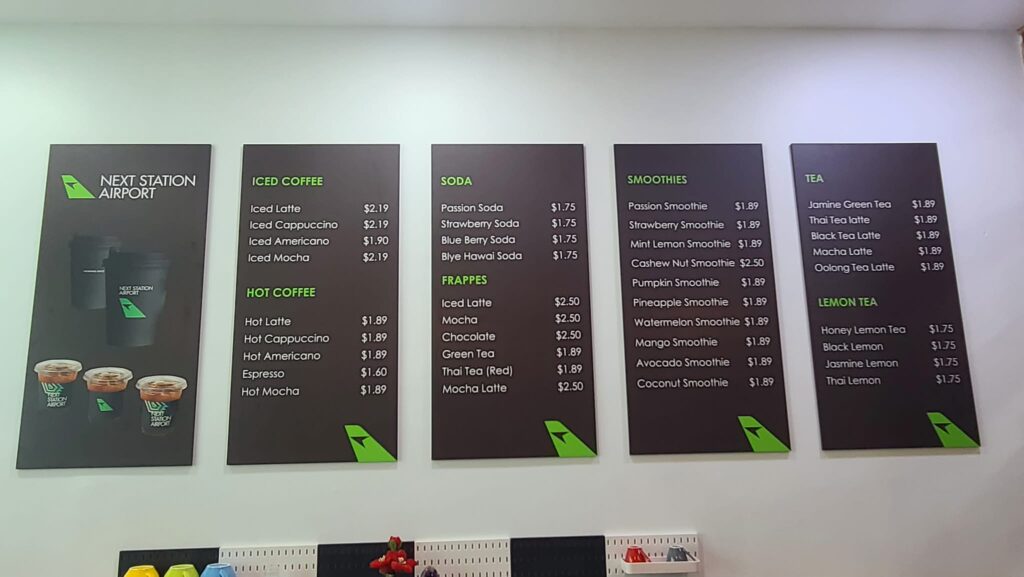 NEXT STATION
AIRPORT
NEXT STATION
AIRPORT
NEXT
STATION
AIRPORT
NEXT
STATION
AIRPORT
ICED COFFEE
Iced Latte $2.19
Iced Cappuccino $2.19
Iced Americano $1.90
Iced Mocha $2.19
HOT COFFEE
Hot Latte $1.89
Hot Cappuccino $1.89
Hot Americano $1.89
Espresso $1.60
Hot Mocha $1.89
SODA
Passion Soda $1.75
Strawberry Soda $1.75
Blue Berry Soda $1.75
Blye Hawai Soda $1.75
FRAPPES
Iced Latte $2.50
Mocha $2.50
Chocolate $2.50
Green Tea $1.89
Thai Tea (Red) $1.89
Mocha Latte $2.50
SMOOTHIES
Passion Smoothie $1.89
Strawberry Smoothie $1.89
Mint Lemon Smoothie $1.89
Cashew Nut Smoothie $2.50
Pumpkin Smoothie $1.89
Pineapple Smoothie $1.89
Watermelon Smoothie $1.89
Mango Smoothie $1.89
Avocado Smoothie $1.89
Coconut Smoothie $1.89
TEA
Jamine Green Tea $1.89
Thai Tea latte $1.89
Black Tea Latte $1.89
Macha Latte $1.89
Oolong Tea Latte $1.89
LEMON TEA
Honey Lemon Tea $1.75
Black Lemon $1.75
Jasmine Lemon $1.75
Thai Lemon $1.75